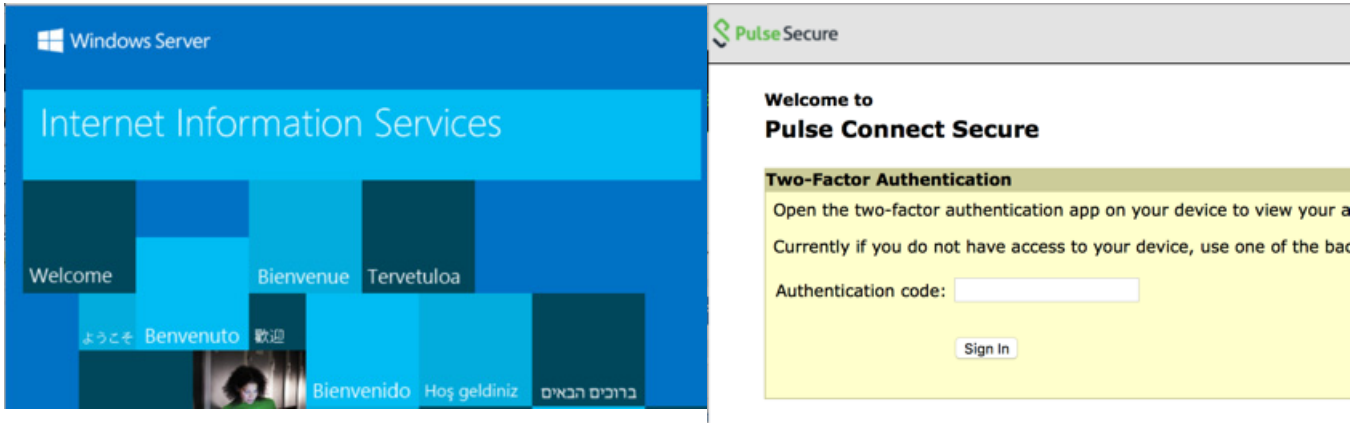 Windows Server
Internet Information Services
Welcome
Bienvenue
Tervetuloa
ようこそ
Benvenuto
歡迎
Bienvenido
Hoş geldiniz
ברוכים הבאים
Pulse Secure
Welcome to
Pulse Connect Secure
Two-Factor Authentication
Open the two-factor authentication app on your device to view your a
Currently if you do not have access to your device, use one of the bac
Authentication code:
Sign In